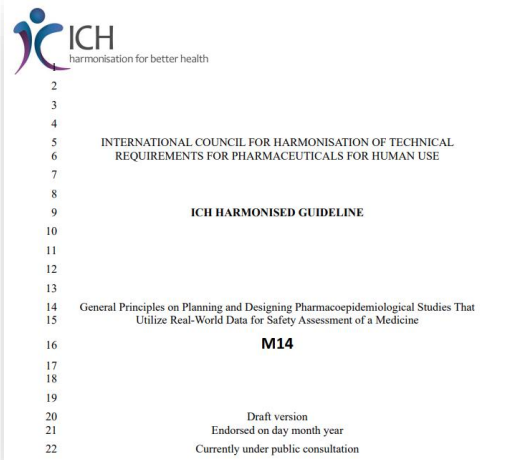 ICH
harmonisation for better health
1
2
3
4
5 INTERNATIONAL COUNCIL FOR HARMONISATION OF TECHNICAL
6 REQUIREMENTS FOR PHARMACEUTICALS FOR HUMAN USE
7
8
9 ICH HARMONISED GUIDELINE
10
11
12
13
14 General Principles on Planning and Designing Pharmacoepidemiological Studies That
15 Utilize Real-World Data for Safety Assessment of a Medicine
16 M14
17
18
19
20 Draft version
21 Endorsed on day month year
22 Currently under public consultation